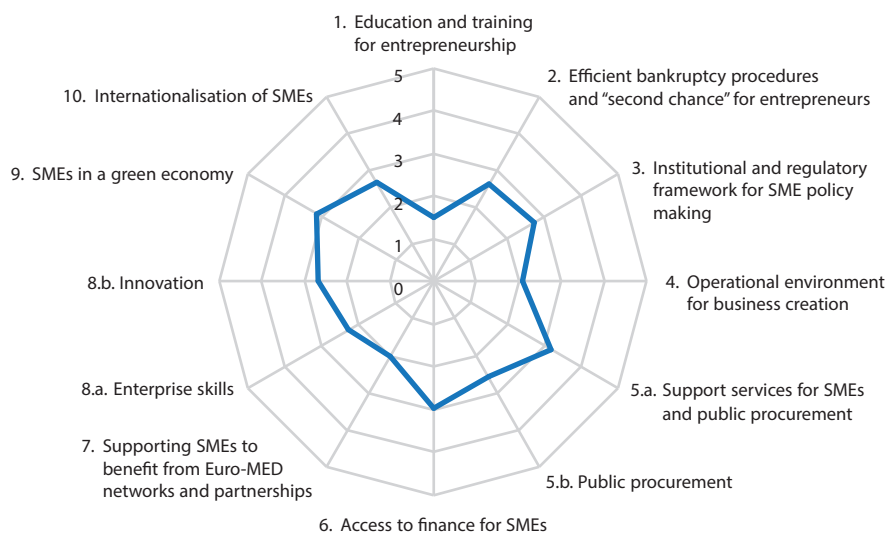 1. Education and training
for entrepreneurship
2. Efficient bankruptcy procedures
and “second chance” for entrepreneurs
3. Institutional and regulatory
framework for SME policy
making
4. Operational environment
for business creation
5.a. Support services for SMEs
and public procurement
5.b. Public procurement
6. Access to finance for SMEs
7. Supporting SMEs to
benefit from Euro-MED
networks and partnerships
8.a. Enterprise skills
8.b. Innovation
9. SMEs in a green economy
10. Internationalisation of SMEs
5
4
3
2
1
0